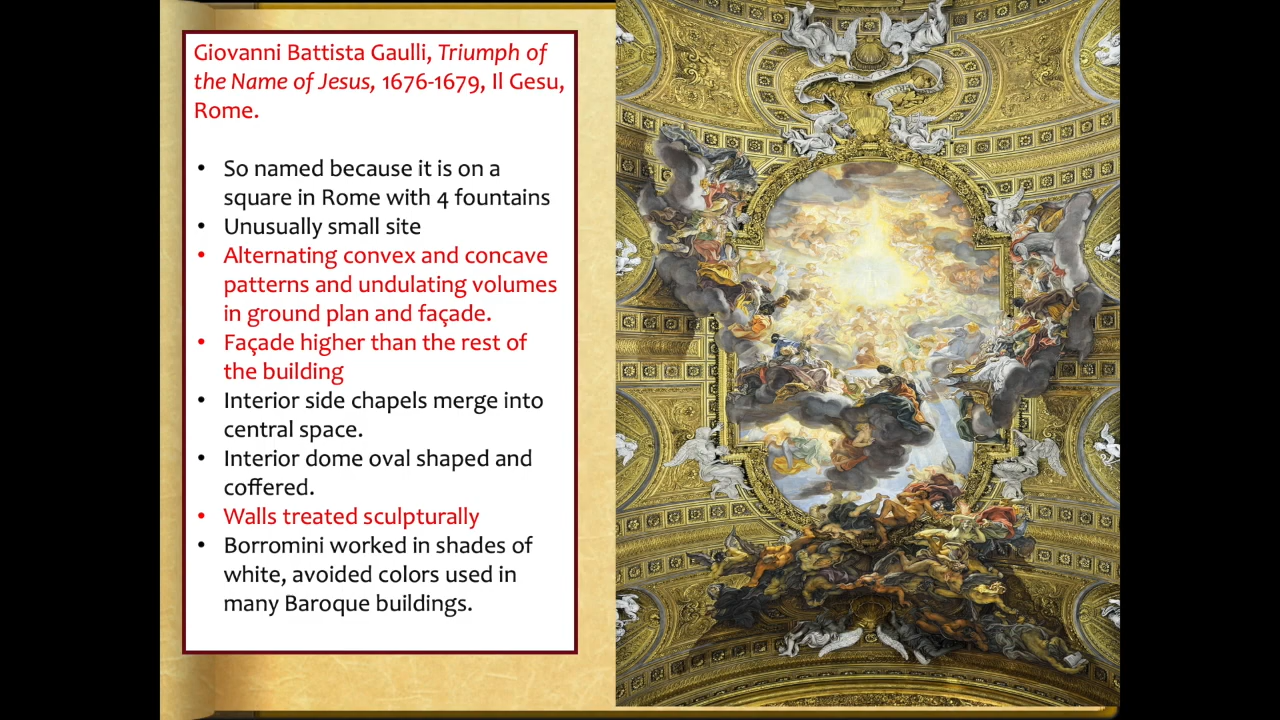 Giovanni Battista Gaulli, Triumph of
the Name of Jesus, 1676-1679, Il Gesu,
Rome.
• So named because it is on a
square in Rome with 4 fountains
• Unusually small site
• Alternating convex and concave
patterns and undulating volumes
in ground plan and façade.
• Façade higher than the rest of
the building
• Interior side chapels merge into
central space.
• Interior dome oval shaped and
coffered.
• Walls treated sculpturally
• Borromini worked in shades of
white, avoided colors used in
many Baroque buildings.